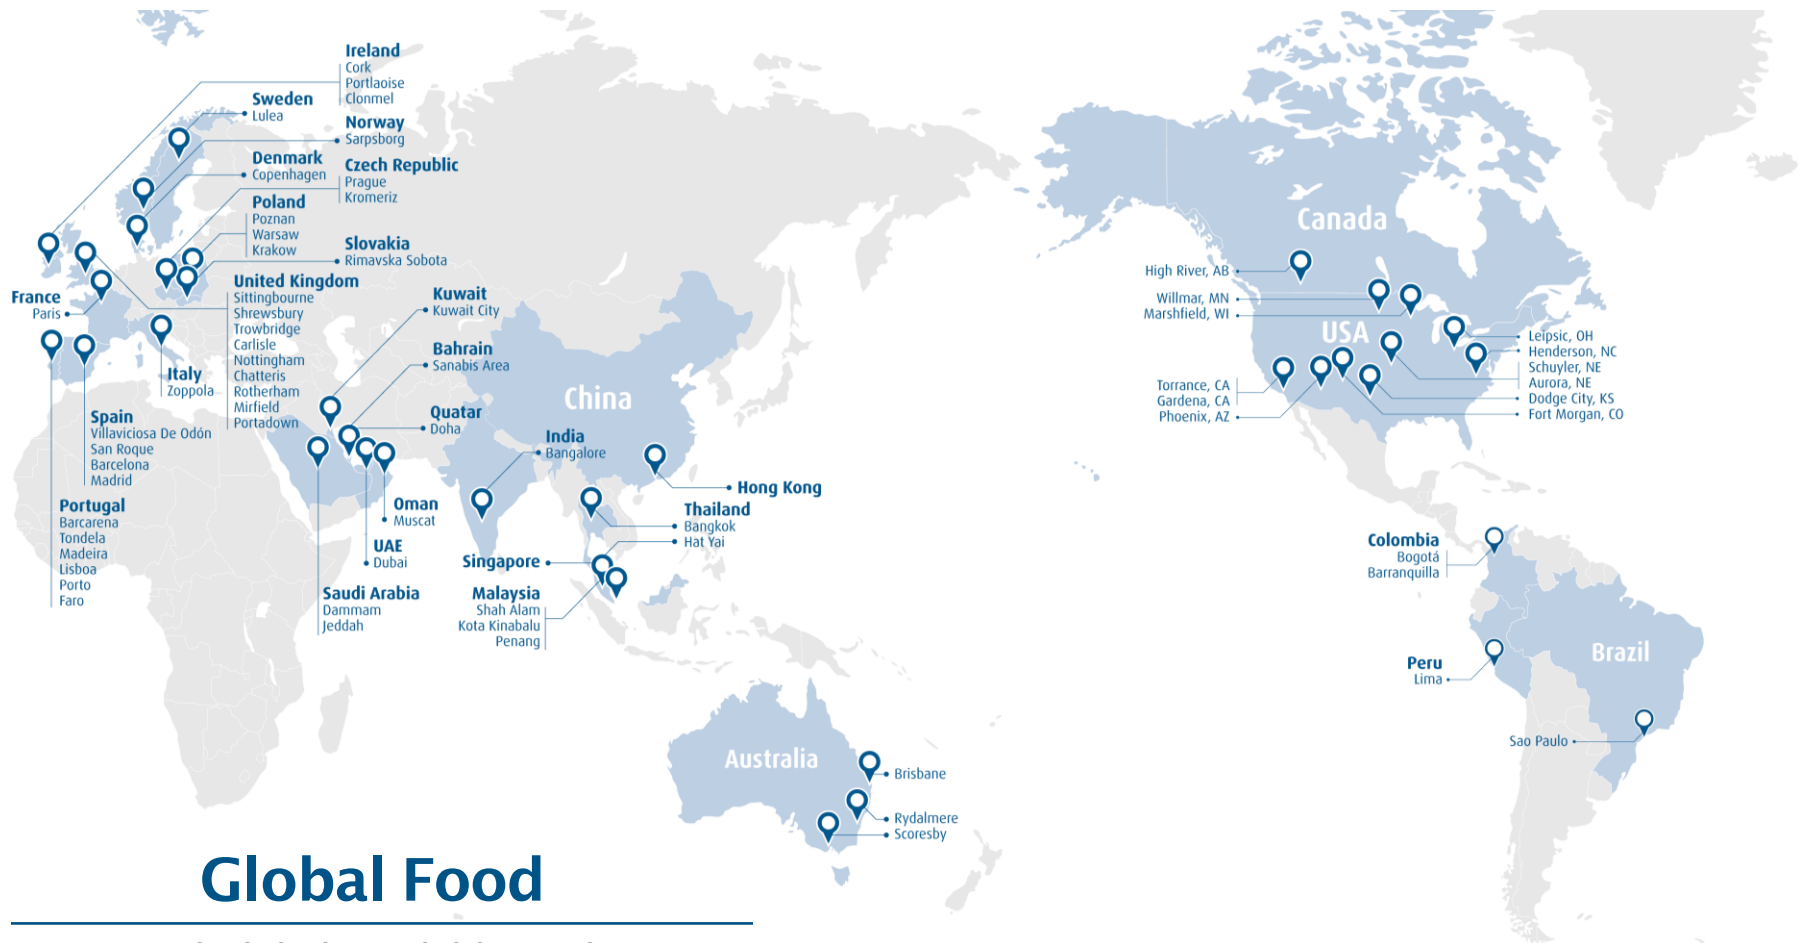 Ireland
Cork
Portlaoise
Clonmel
Sweden
Lulea
Norway
Sarpsborg
Denmark
Copenhagen
Czech Republic
Prague
Kromeriz
Poland
Poznan
Warsaw
Krakow
Slovakia
Rimavska Sobota
United Kingdom
Sittingbourne
Shrewsbury
Trowbridge
Carlisle
Nottingham
Chatteris
Rotherham
Mirfield
Portadown
France
Paris
Italy
Zoppola
Spain
Villaviciosa De Odón
San Roque
Barcelona
Madrid
Portugal
Barcarena
Tondela
Madeira
Lisboa
Porto
Faro
Kuwait
Kuwait City
Bahrain
Sanabis Area
Quatar
Doha
Oman
Muscat
UAE
Dubai
Saudi Arabia
Dammam
Jeddah
China
India
Bangalore
Hong Kong
Thailand
Bangkok
Hat Yai
Singapore
Malaysia
Shah Alam
Kota Kinabalu
Penang
Australia
Brisbane
Rydalmere
Scoresby
Canada
High River, AB
Willmar, MN
Marshfield, WI
USA
Leipsic, OH
Henderson, NC
Schuyler, NE
Aurora, NE
Dodge City, KS
Fort Morgan, CO
Torrance, CA
Gardena, CA
Phoenix, AZ
Colombia
Bogotá
Barranquilla
Peru
Lima
Brazil
Sao Paulo
Global Food